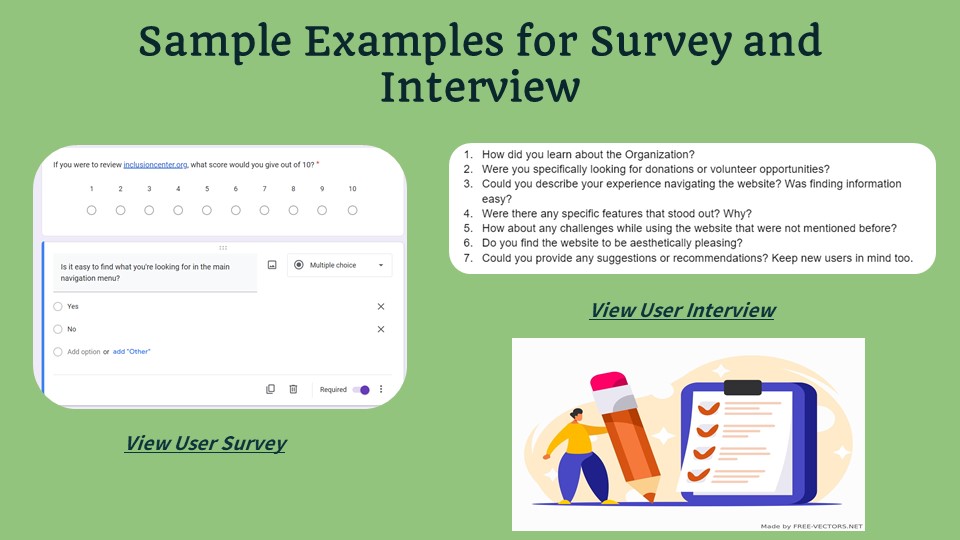 Sample Examples for Survey and
Interview
If you were to review inclusioncenter.org, what score would you give out of 10? *
1 2 3 4 5 6 7 8 9 10
Is it easy to find what you're looking for in the main
navigation menu?
Multiple choice
Yes
No
Add option or add "Other"
Required
View User Survey
1. How did you learn about the Organization?
2. Were you specifically looking for donations or volunteer opportunities?
3. Could you describe your experience navigating the website? Was finding information
easy?
4. Were there any specific features that stood out? Why?
5. How about any challenges while using the website that were not mentioned before?
6. Do you find the website to be aesthetically pleasing?
7. Could you provide any suggestions or recommendations? Keep new users in mind too.
View User Interview
Made by FREE-VECTORS.NET